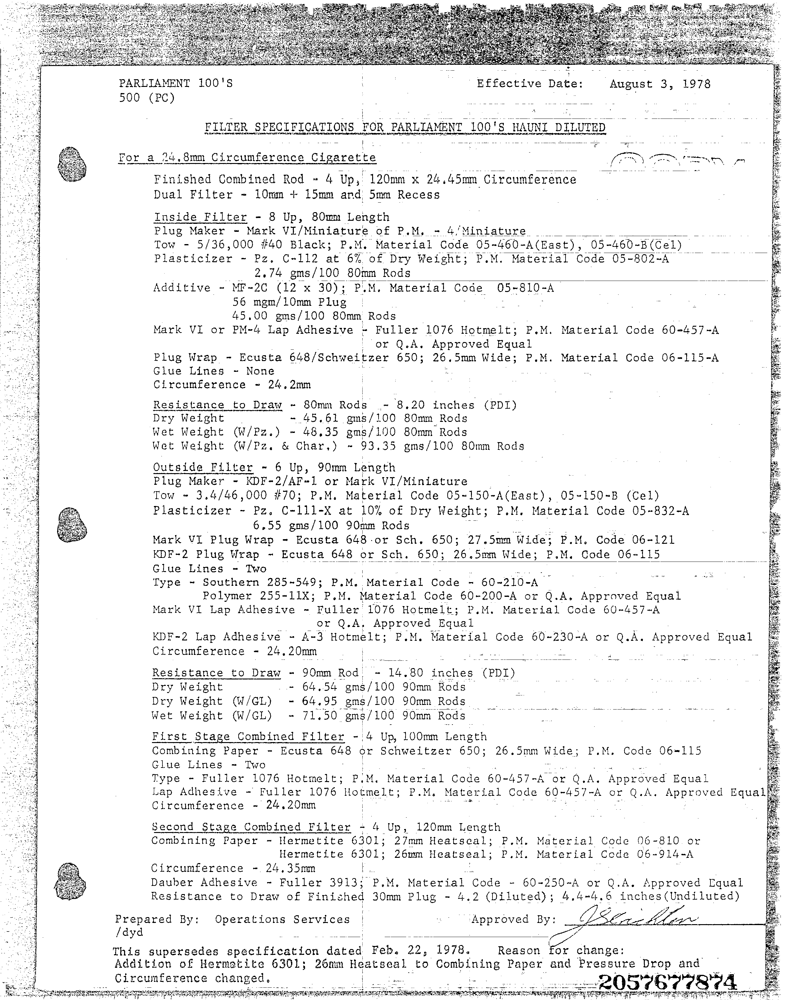 PARLIAMENT 100'S Effective Date: August 3, 1978
500 (PC)
FILTER SPECIFICATIONS FOR PARLIAMENT 100'S HAUNI DILUTED
For a 24.8mm Circumference Cigarette
Finished Combined Rod - 4 Up, 120mm x 24.45mm Circumference
Dual Filter - 10mm + 15mm and 5mm Recess
Inside Filter - 8 Up, 80mm Length
Plug Maker - Mark VI/Miniature of P.M. - 4/Miniature
Tow - 5/36,000 #40 Black; P.M. Material Code 05-460-A(East), 05-460-B(Cel)
Plasticizer - Pz. C-112 at 6% of Dry Weight; P.M. Material Code 05-802-A
2.74 gms/100 80mm Rods
Additive - MF-2C (12 x 30); P.M. Material Code 05-810-A
56 mgm/10mm Plug
45.00 gms/100 80mm Rods
Mark VI or PM-4 Lap Adhesive - Fuller 1076 Hotmelt; P.M. Material Code 60-457-A
or Q.A. Approved Equal
Plug Wrap - Ecusta 648/Schweitzer 650; 26.5mm Wide; P.M. Material Code 06-115-A
Glue Lines - None
Circumference - 24.2mm
Resistance to Draw - 80mm Rods - 8.20 inches (PDI)
Dry Weight - 45.61 gms/100 80mm Rods
Wet Weight (W/Pz.) - 48.35 gms/100 80mm Rods
Wet Weight (W/Pz. & Char.) - 93.35 gms/100 80mm Rods
Outside Filter - 6 Up, 90mm Length
Plug Maker - KDF-2/AF-1 or Mark VI/Miniature
Tow - 3.4/46,000 #70; P.M. Material Code 05-150-A(East), 05-150-B (Cel)
Plasticizer - Pz. C-111-X at 10% of Dry Weight; P.M. Material Code 05-832-A
6.55 gms/100 90mm Rods
Mark VI Plug Wrap - Ecusta 648 or Sch. 650; 27.5mm Wide; P.M. Code 06-121
KDF-2 Plug Wrap - Ecusta 648 or Sch. 650; 26.5mm Wide; P.M. Code 06-115
Glue Lines - Two
Type - Southern 285-549; P.M. Material Code - 60-210-A
Polymer 255-11X; P.M. Material Code 60-200-A or Q.A. Approved Equal
Mark VI Lap Adhesive - Fuller 1076 Hotmelt; P.M. Material Code 60-457-A
or Q.A. Approved Equal
KDF-2 Lap Adhesive - A-3 Hotmelt; P.M. Material Code 60-230-A or Q.A. Approved Equal
Circumference - 24.20mm
Resistance to Draw - 90mm Rod - 14.80 inches (PDI)
Dry Weight - 64.54 gms/100 90mm Rods
Dry Weight (W/GL) - 64.95 gms/100 90mm Rods
Wet Weight (W/GL) - 71.50 gms/100 90mm Rods
First Stage Combined Filter - 4 Up, 100mm Length
Combining Paper - Ecusta 648 or Schweitzer 650; 26.5mm Wide; P.M. Code 06-115
Glue Lines - Two
Type - Fuller 1076 Hotmelt; P.M. Material Code 60-457-A or Q.A. Approved Equal
Lap Adhesive - Fuller 1076 Hotmelt; P.M. Material Code 60-457-A or Q.A. Approved Equal
Circumference - 24.20mm
Second Stage Combined Filter - 4 Up, 120mm Length
Combining Paper - Hermetite 6301; 27mm Heatseal; P.M. Material Code 06-810 or
Hermetite 6301; 26mm Heatseal; P.M. Material Code 06-914-A
Circumference - 24.35mm
Dauber Adhesive - Fuller 3913; P.M. Material Code - 60-250-A or Q.A. Approved Equal
Resistance to Draw of Finished 30mm Plug - 4.2 (Diluted); 4.4-4.6 inches(Undiluted)
Prepared By: Operations Services Approved By:
/dyd
This supersedes specification dated Feb. 22, 1978. Reason for change:
Addition of Hermetite 6301; 26mm Heatseal to Combining Paper and Pressure Drop and
Circumference changed.
2057677874